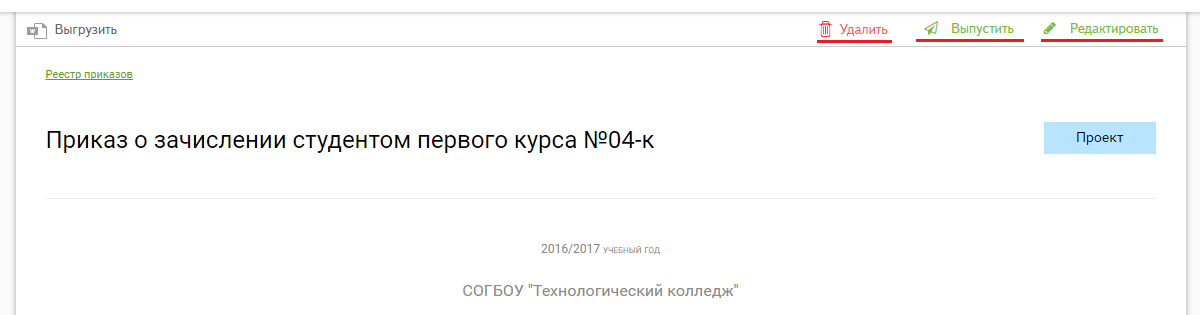 Выгрузить Удалить Выпустить Редактировать
Реестр приказов
Приказ о зачислении студентом первого курса №04-к Проект
2016/2017 УЧЕБНЫЙ ГОД
СОГБОУ "Технологический колледж"